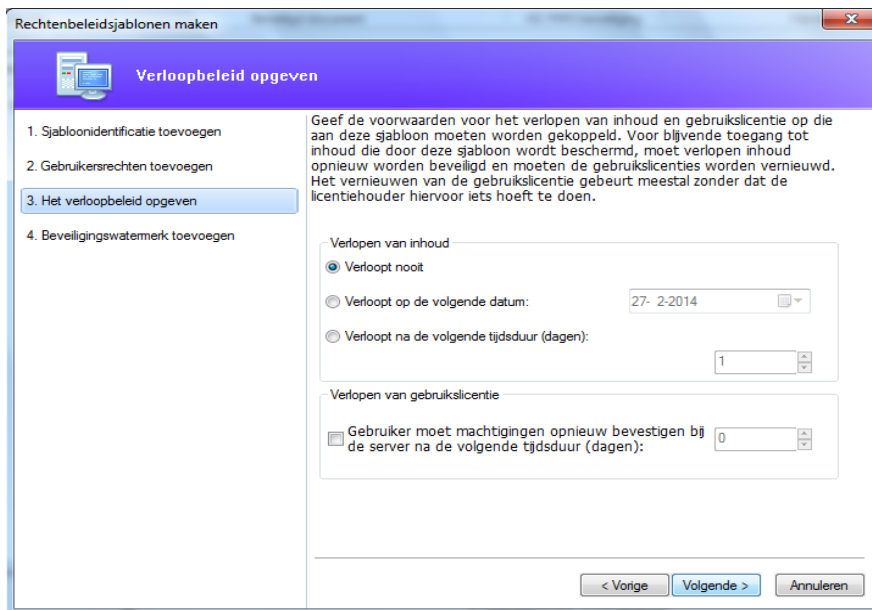 Rechtenbeleidsjablonen maken
Verloopbeleid opgeven
1. Sjabloonidentificatie toevoegen
2. Gebruikersrechten toevoegen
3. Het verloopbeleid opgeven
4. Beveiligingswatermerk toevoegen
Geef de voorwaarden voor het verlopen van inhoud en gebruikslicentie op die
aan deze sjabloon moeten worden gekoppeld. Voor blijvende toegang tot
inhoud die door deze sjabloon wordt beschermd, moet verlopen inhoud
opnieuw worden beveiligd en moeten de gebruikslicenties worden vernieuwd.
Het vernieuwen van de gebruikslicentie gebeurt meestal zonder dat de
licentiehouder hiervoor iets hoeft te doen.
Verlopen van inhoud
Verloopt nooit
Verloopt op de volgende datum:
27- 2-2014
Verloopt na de volgende tijdsduur (dagen):
1
Verlopen van gebruikslicentie
Gebruiker moet machtigingen opnieuw bevestigen bij
de server na de volgende tijdsduur (dagen):
0
< Vorige
Volgende >
Annuleren